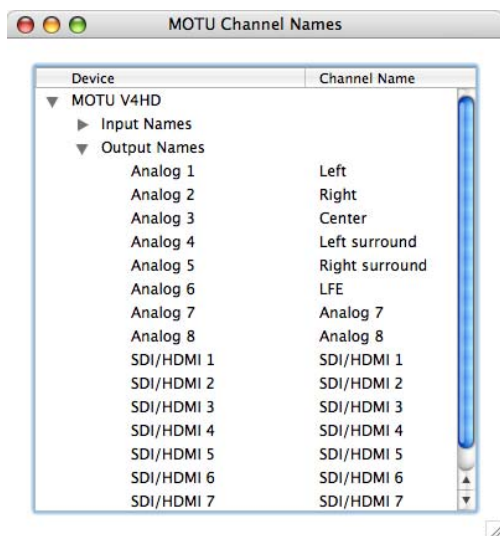 MOTU Channel Names
Device Channel Name
MOTU V4HD
Input Names
Output Names
Analog 1 Left
Analog 2 Right
Analog 3 Center
Analog 4 Left surround
Analog 5 Right surround
Analog 6 LFE
Analog 7 Analog 7
Analog 8 Analog 8
SDI/HDMI 1 SDI/HDMI 1
SDI/HDMI 2 SDI/HDMI 2
SDI/HDMI 3 SDI/HDMI 3
SDI/HDMI 4 SDI/HDMI 4
SDI/HDMI 5 SDI/HDMI 5
SDI/HDMI 6 SDI/HDMI 6
SDI/HDMI 7 SDI/HDMI 7